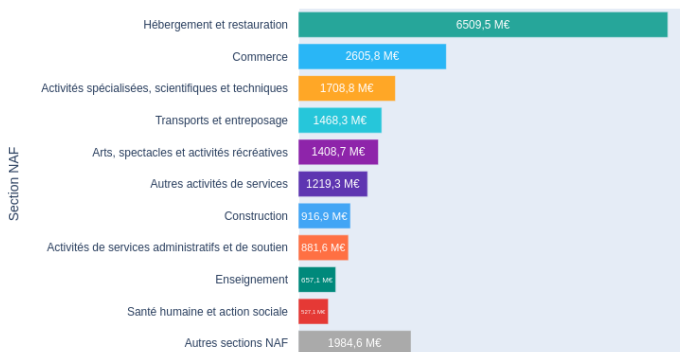 Section NAF
Hébergement et restauration 6509,5 M€
Commerce 2605,8 M€
Activités spécialisées, scientifiques et techniques 1708,8 M€
Transports et entreposage 1468,3 M€
Arts, spectacles et activités récréatives 1408,7 M€
Autres activités de services 1219,3 M€
Construction 916,9 M€
Activités de services administratifs et de soutien 881,6 M€
Enseignement 657,1 M€
Santé humaine et action sociale 527,1 M€
Autres sections NAF 1984,6 M€